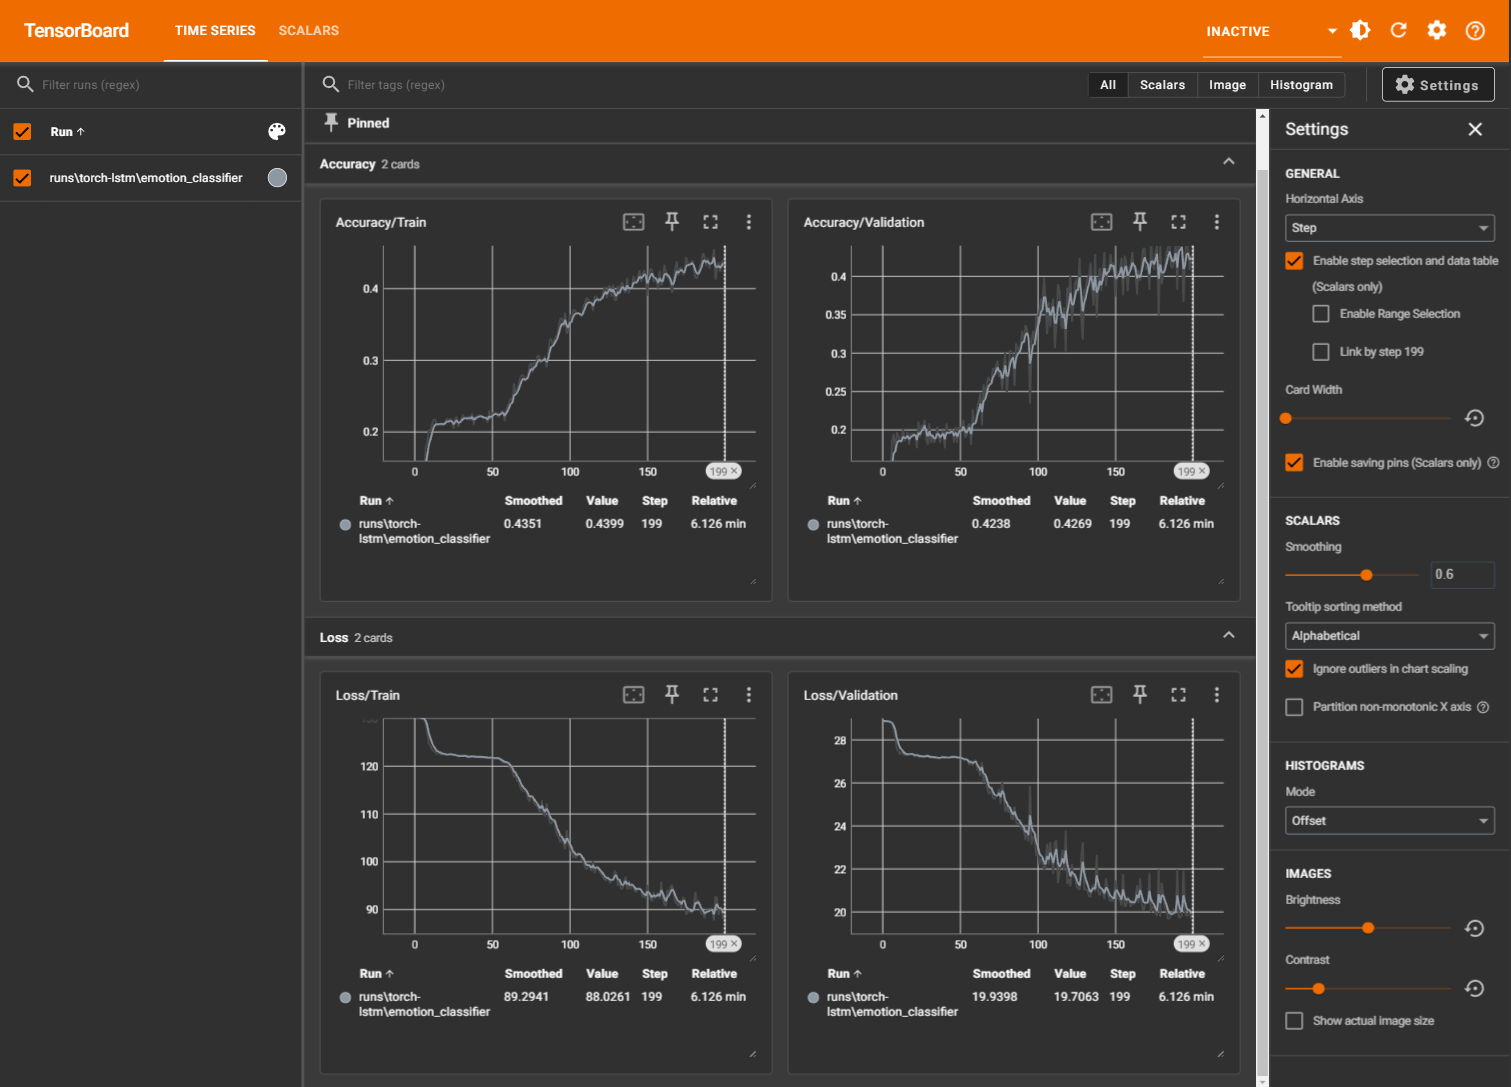 TensorBoard
TIME SERIES
SCALARS
INACTIVE
Filter runs (regex)
Filter tags (regex)
All
Scalars
Image
Histogram
Settings
Run ↑
runs\torch-lstm\emotion_classifier
Pinned
Accuracy 2 cards
Accuracy/Train
0.4
0.3
0.2
0 50 100 150 199 ×
Run ↑ Smoothed Value Step Relative
runs\torch- 0.4351 0.4399 199 6.126 min
lstm\emotion_classifier
Accuracy/Validation
0.4
0.35
0.3
0.25
0.2
0 50 100 150 199 ×
Run ↑ Smoothed Value Step Relative
runs\torch- 0.4238 0.4269 199 6.126 min
lstm\emotion_classifier
Loss 2 cards
Loss/Train
120
110
100
90
0 50 100 150 199 ×
Run ↑ Smoothed Value Step Relative
runs\torch- 89.2941 88.0261 199 6.126 min
lstm\emotion_classifier
Loss/Validation
28
26
24
22
20
0 50 100 150 199 ×
Run ↑ Smoothed Value Step Relative
runs\torch- 19.9398 19.7063 199 6.126 min
lstm\emotion_classifier
Settings
GENERAL
Horizontal Axis
Step
Enable step selection and data table
(Scalars only)
Enable Range Selection
Link by step 199
Card Width
Enable saving pins (Scalars only)
SCALARS
Smoothing
0.6
Tooltip sorting method
Alphabetical
Ignore outliers in chart scaling
Partition non-monotonic X axis
HISTOGRAMS
Mode
Offset
IMAGES
Brightness
Contrast
Show actual image size